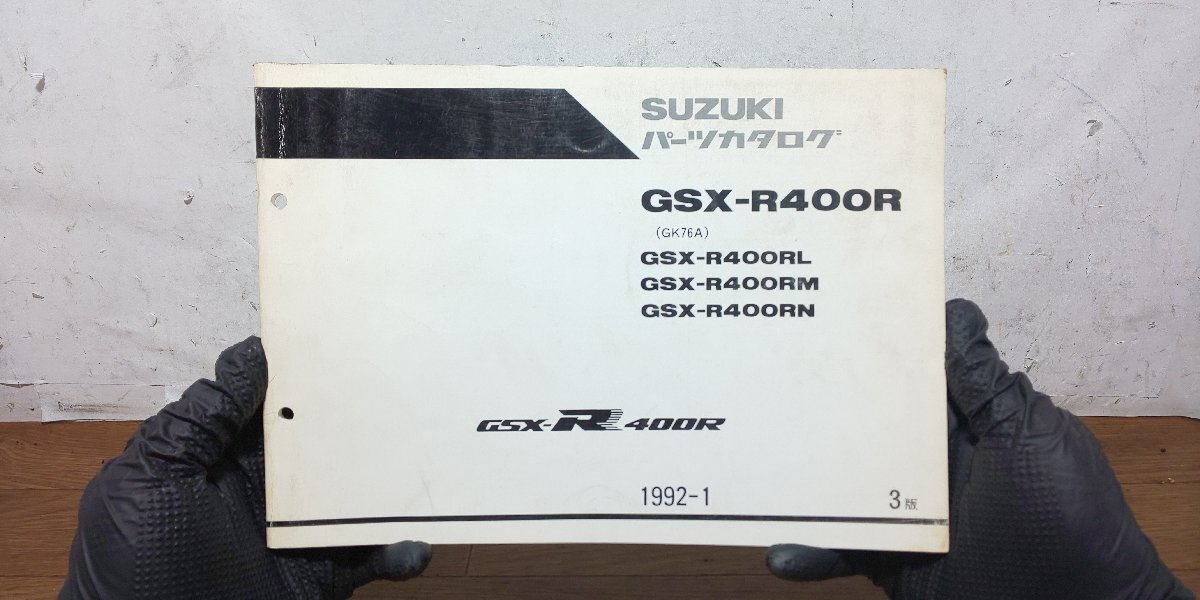 SUZUKI
パーツカタログ
GSX-R400R
(GK76A)
GSX-R400RL
GSX-R400RM
GSX-R400RN
GSX-R 400R
1992-1
3版